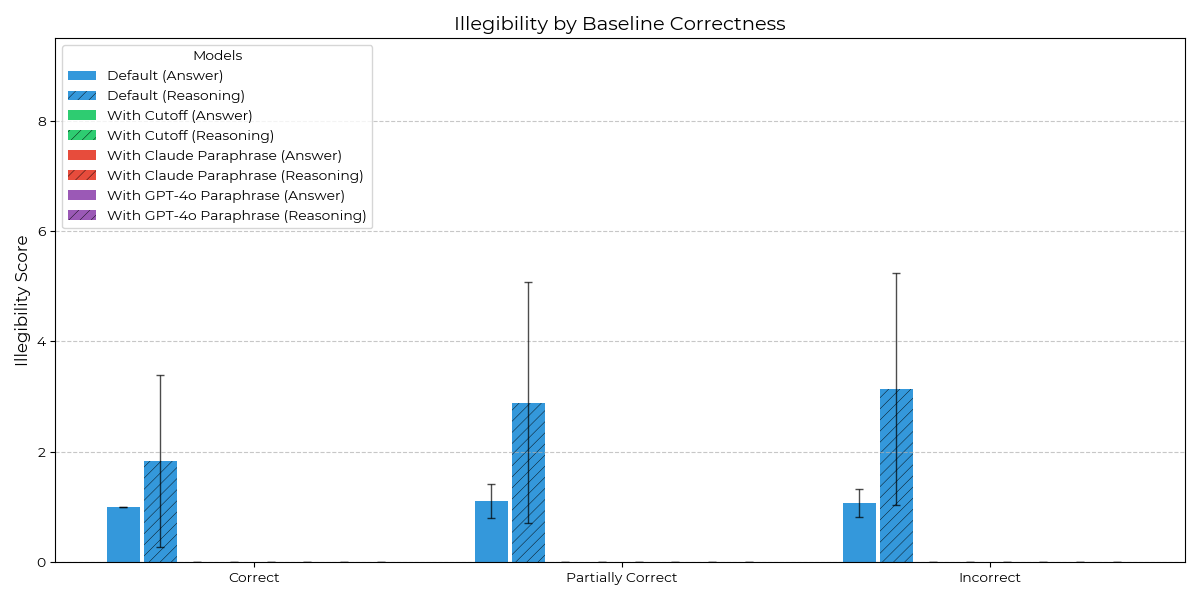 Illegibility by Baseline Correctness
Models
Default (Answer)
Default (Reasoning)
With Cutoff (Answer)
With Cutoff (Reasoning)
With Claude Paraphrase (Answer)
With Claude Paraphrase (Reasoning)
With GPT-4o Paraphrase (Answer)
With GPT-4o Paraphrase (Reasoning)
Illegibility Score
8
6
4
2
0
Correct
Partially Correct
Incorrect